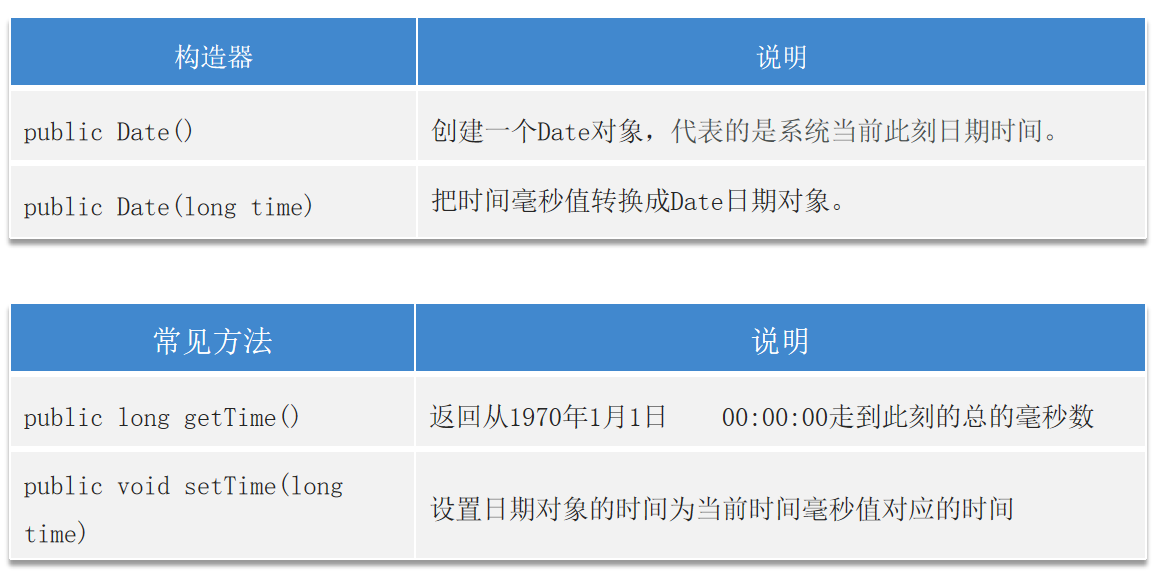 构造器 说明
public Date() 创建一个Date对象，代表的是系统当前此刻日期时间。
public Date(long time) 把时间毫秒值转换成Date日期对象。
常见方法 说明
public long getTime() 返回从1970年1月1日 00:00:00走到此刻的总的毫秒数
public void setTime(long
time) 设置日期对象的时间为当前时间毫秒值对应的时间